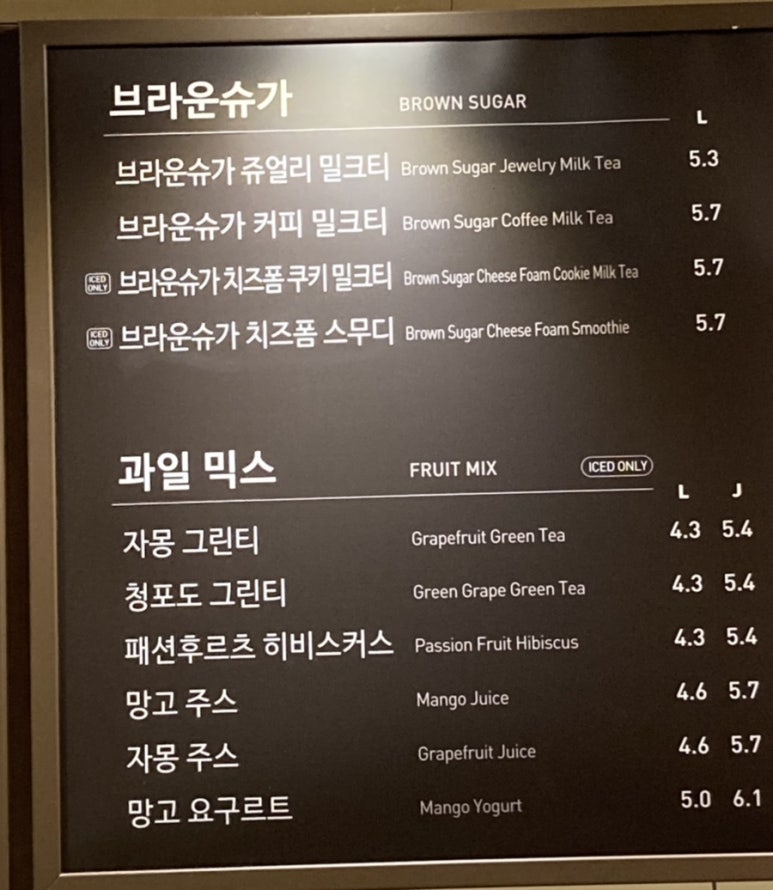 브라운슈가 BROWN SUGAR L
브라운슈가 쥬얼리 밀크티 Brown Sugar Jewelry Milk Tea 5.3
브라운슈가 커피 밀크티 Brown Sugar Coffee Milk Tea 5.7
ICED ONLY 브라운슈가 치즈폼 쿠키 밀크티 Brown Sugar Cheese Foam Cookie Milk Tea 5.7
ICED ONLY 브라운슈가 치즈폼 스무디 Brown Sugar Cheese Foam Smoothie 5.7
과일 믹스 FRUIT MIX ICED ONLY L J
자몽 그린티 Grapefruit Green Tea 4.3 5.4
청포도 그린티 Green Grape Green Tea 4.3 5.4
패션후르츠 히비스커스 Passion Fruit Hibiscus 4.3 5.4
망고 주스 Mango Juice 4.6 5.7
자몽 주스 Grapefruit Juice 4.6 5.7
망고 요구르트 Mango Yogurt 5.0 6.1